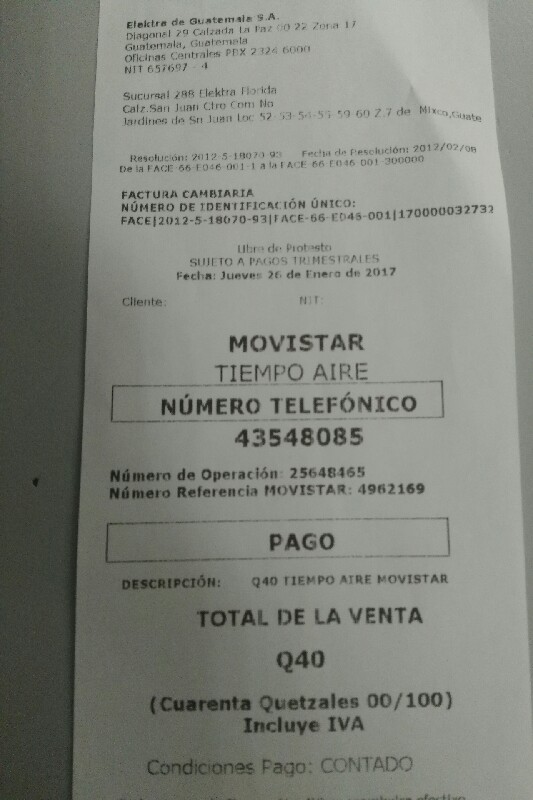 Elektra de Guatemala S.A.
Diagonal 29 Calzada La Paz 00 22 Zona 17
Guatemala, Guatemala
Oficinas Centrales PBX 2324 6000
NIT 657697 - 4
Sucursal 288 Elektra Florida
Calz.San Juan Ctro Com No
Jardines de Sn Juan Loc 52-53-54-55-59-60 Z.7 de Mixco,Guate
Resolución: 2012-5-18070-93 Fecha de Resolución: 2012/02/08
De la FACE-66-E046-001-1 a la FACE-66-E046-001-300000
FACTURA CAMBIARIA
NÚMERO DE IDENTIFICACIÓN ÚNICO:
FACE|2012-5-18070-93|FACE-66-E046-001|170000032732
Libre de Protesto
SUJETO A PAGOS TRIMESTRALES
Fecha: Jueves 26 de Enero de 2017
Cliente: NIT:
MOVISTAR
TIEMPO AIRE
NÚMERO TELEFÓNICO
43548085
Número de Operación: 25648465
Número Referencia MOVISTAR: 4962169
PAGO
DESCRIPCIÓN: Q40 TIEMPO AIRE MOVISTAR
TOTAL DE LA VENTA
Q40
(Cuarenta Quetzales 00/100)
Incluye IVA
Condiciones Pago: CONTADO